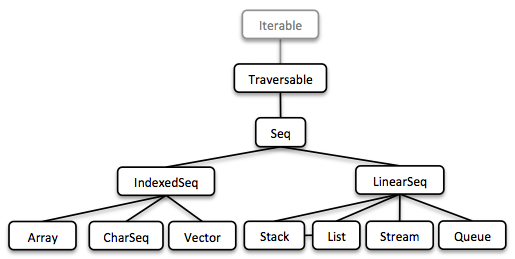 Iterable
Traversable
Seq
IndexedSeq
LinearSeq
Array
CharSeq
Vector
Stack
List
Stream
Queue